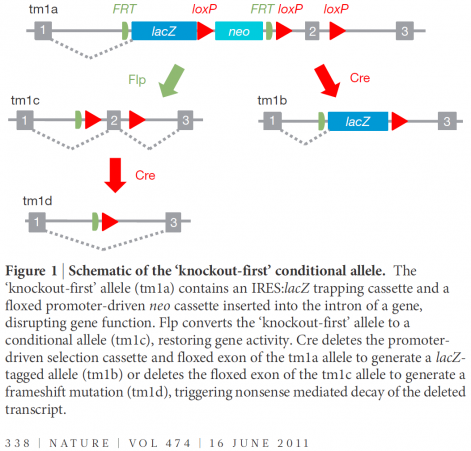 tm1a
FRT loxP FRT loxP loxP
1 lacZ neo 2 3
Flp Cre
tm1c tm1b
1 2 3 1 lacZ 3
Cre
tm1d
1 3
Figure 1 | Schematic of the ‘knockout-first’ conditional allele. The
‘knockout-first’ allele (tm1a) contains an IRES:lacZ trapping cassette and a
floxed promoter-driven neo cassette inserted into the intron of a gene,
disrupting gene function. Flp converts the ‘knockout-first’ allele to a
conditional allele (tm1c), restoring gene activity. Cre deletes the promoter-
driven selection cassette and floxed exon of the tm1a allele to generate a lacZ-
tagged allele (tm1b) or deletes the floxed exon of the tm1c allele to generate a
frameshift mutation (tm1d), triggering nonsense mediated decay of the deleted
transcript.
338 | NATURE | VOL 474 | 16 JUNE 2011